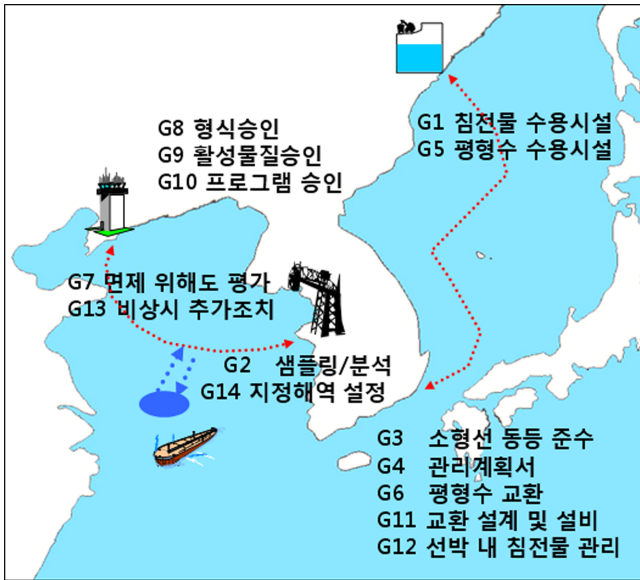 G8 형식승인
G9 활성물질승인
G10 프로그램 승인
G1 침전물 수용시설
G5 평형수 수용시설
G7 면제 위해도 평가
G13 비상시 추가조치
G2 샘플링/분석
G14 지정해역 설정
G3 소형선 동등 준수
G4 관리계획서
G6 평형수 교환
G11 교환 설계 및 설비
G12 선박 내 침전물 관리